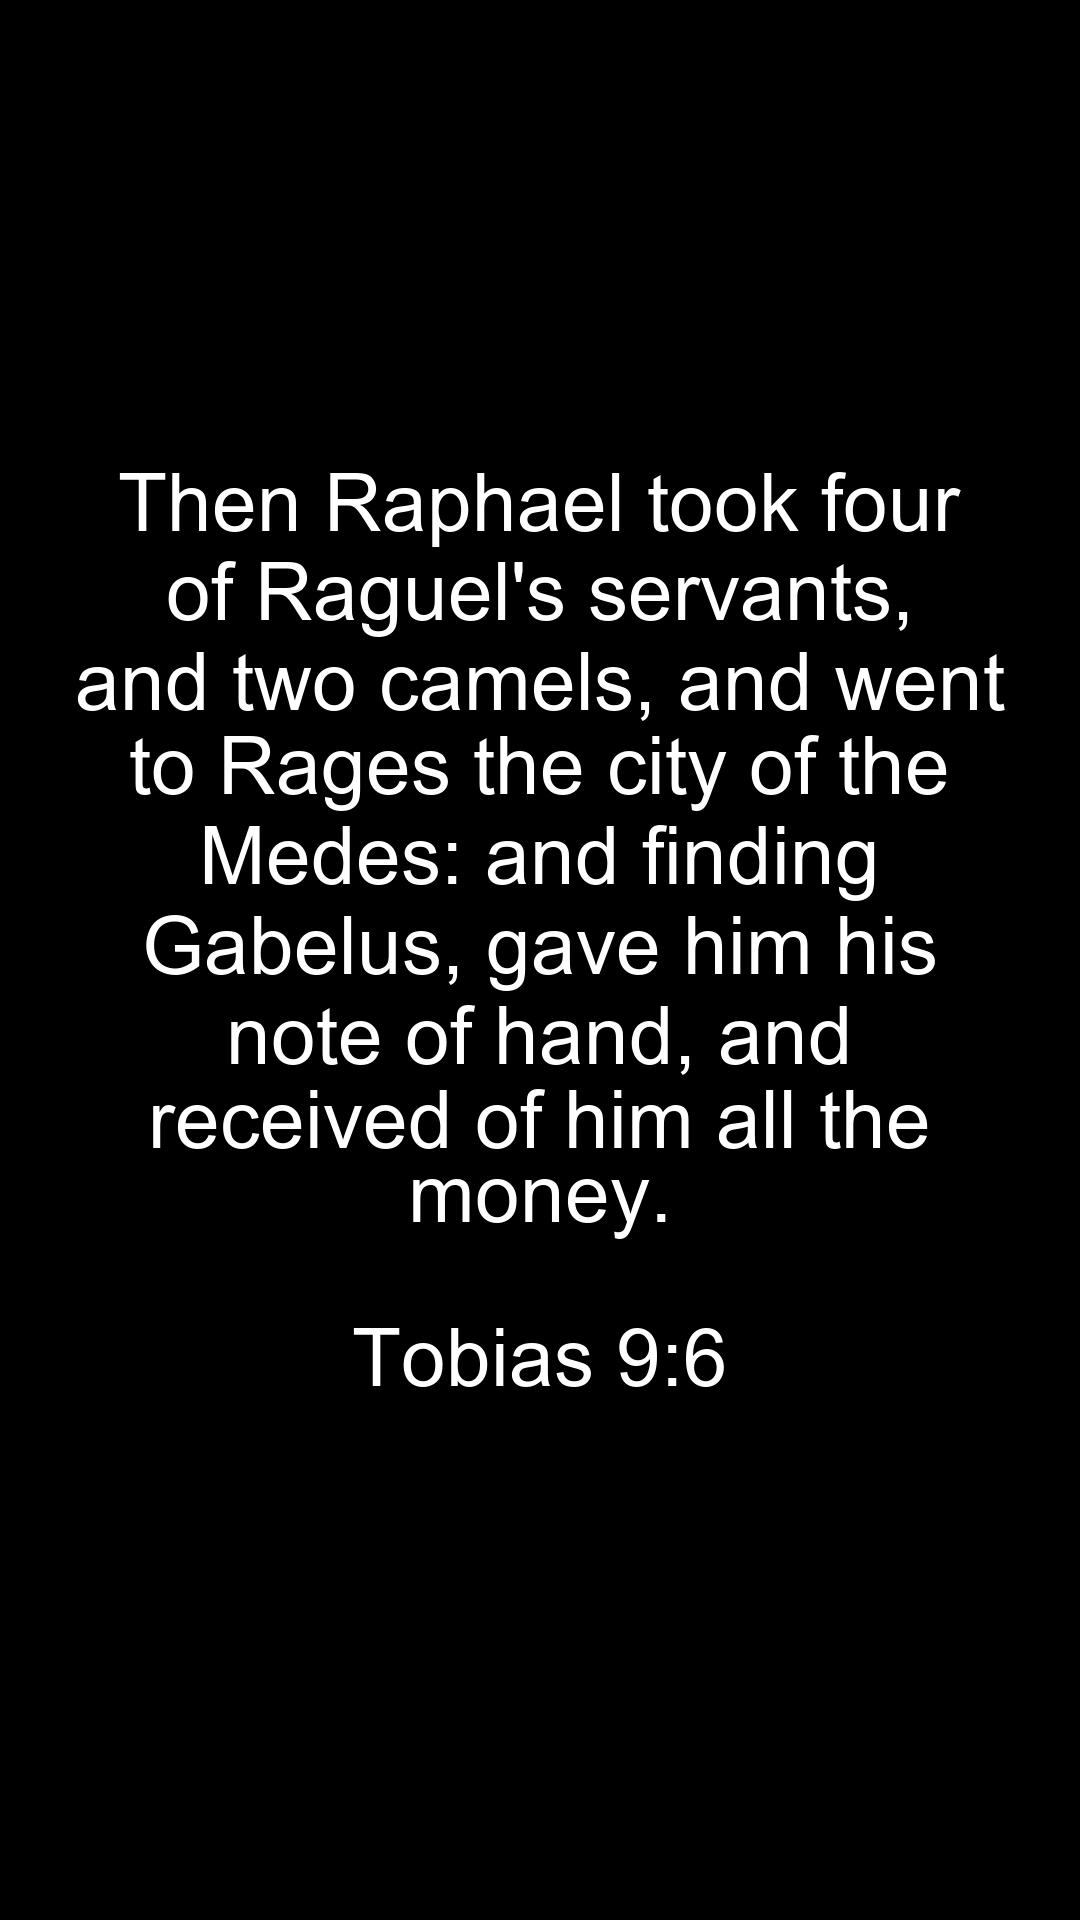 Then Raphael took four
of Raguel's servants,
and two camels, and went
to Rages the city of the
Medes: and finding
Gabelus, gave him his
note of hand, and
received of him all the
money.
Tobias 9:6